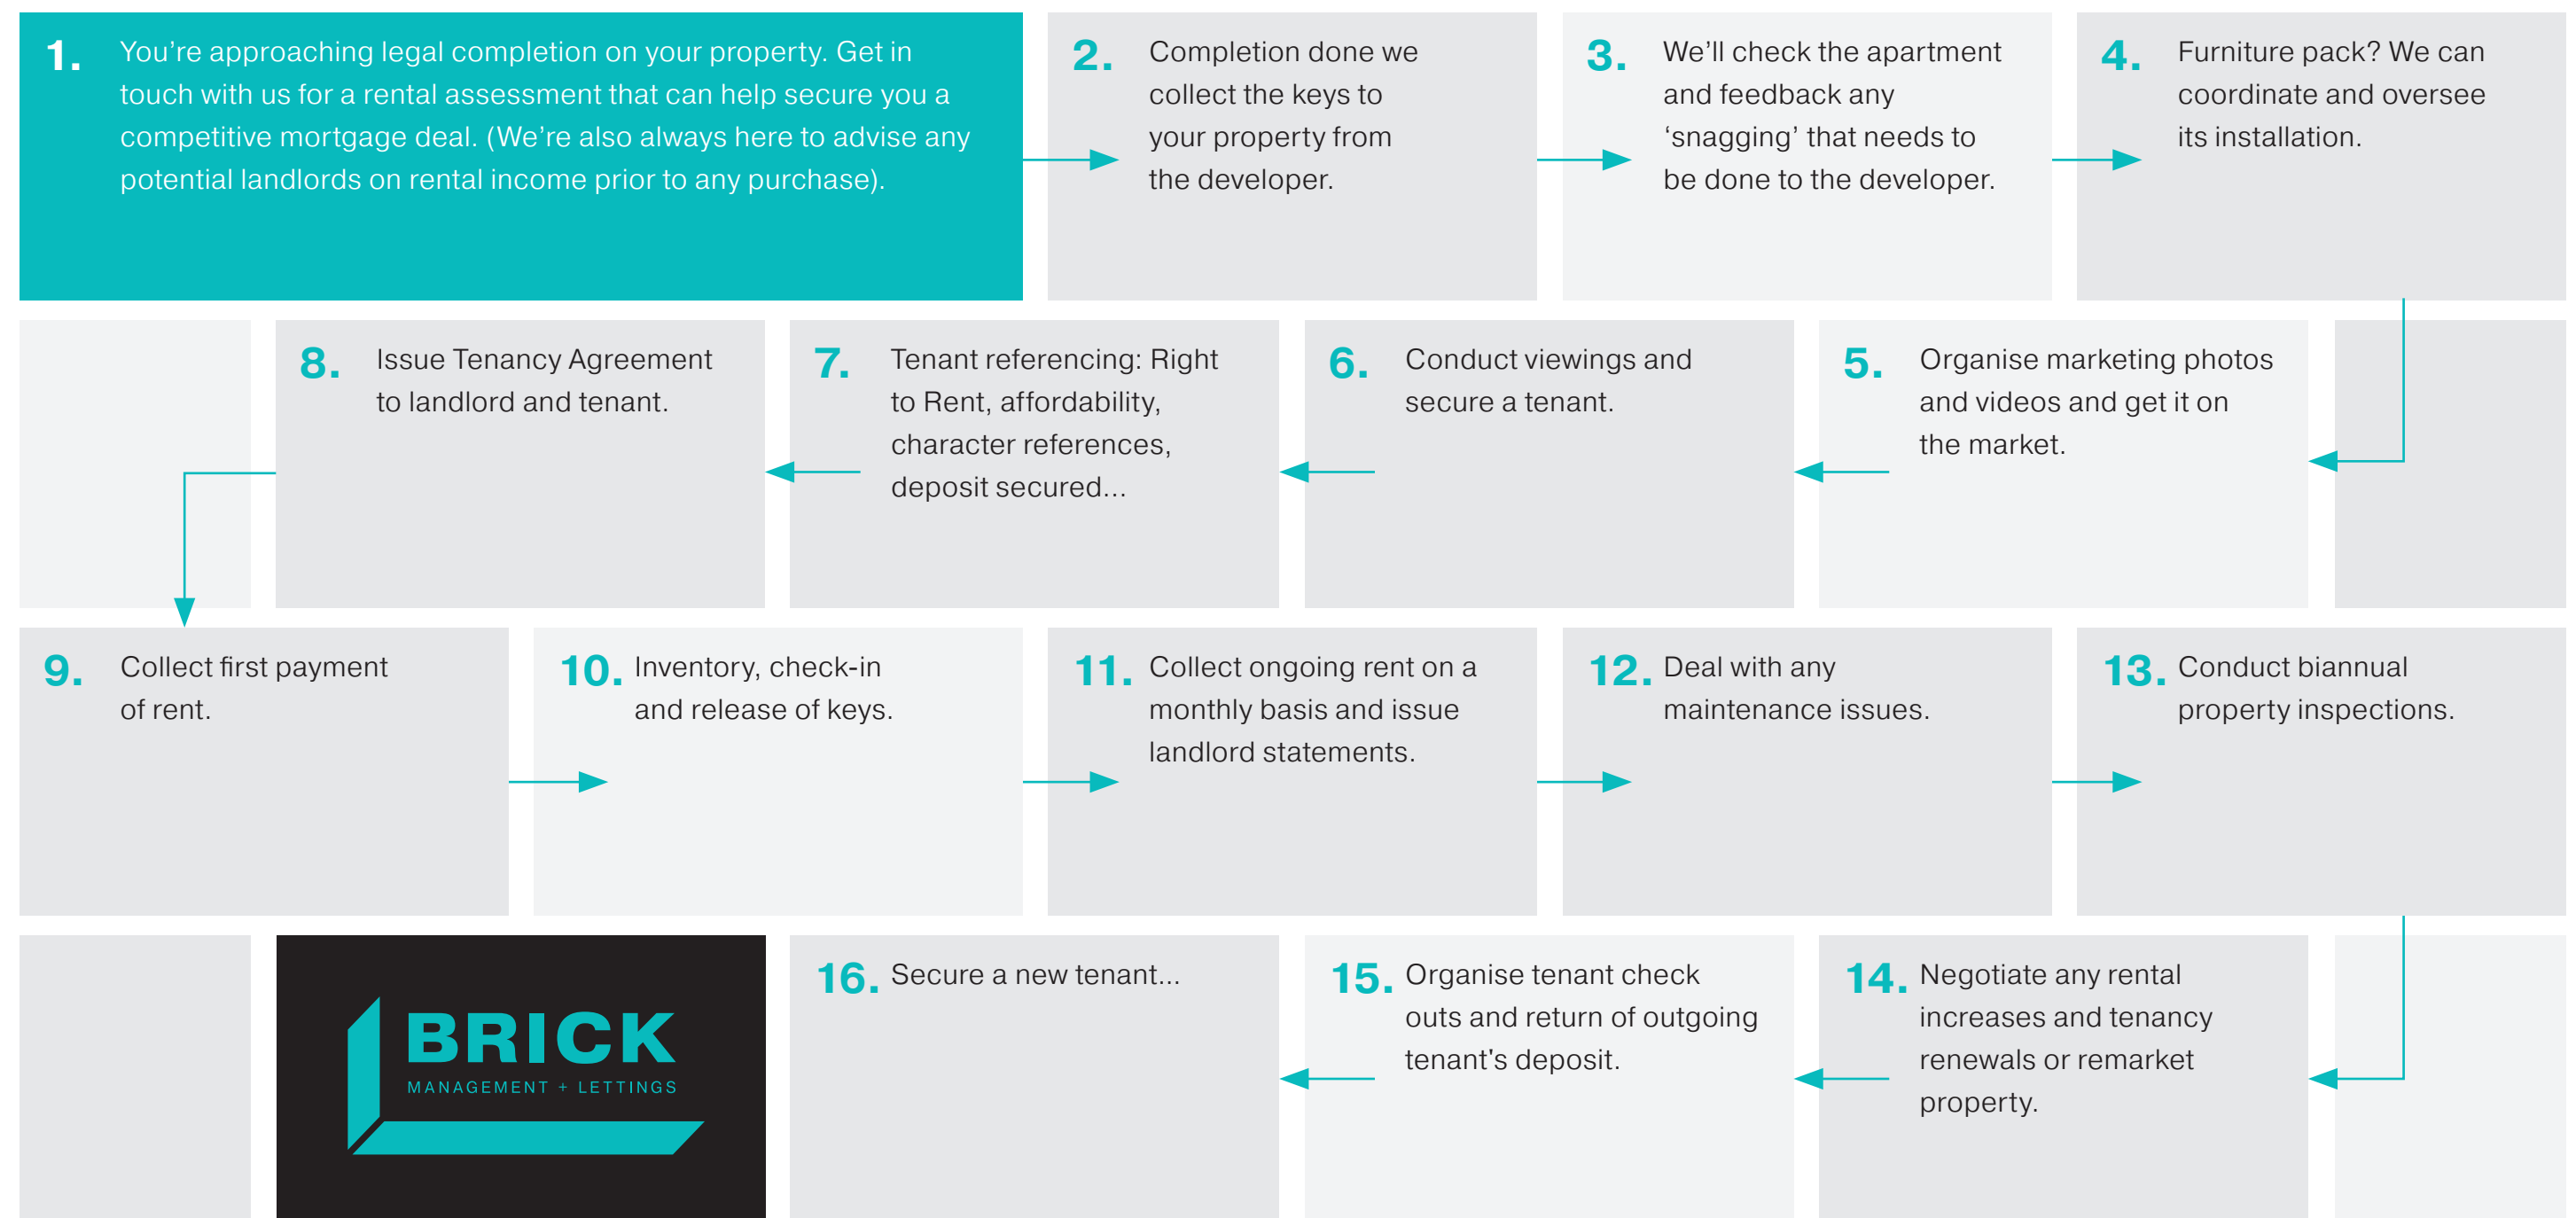 1. You’re approaching legal completion on your property. Get in
touch with us for a rental assessment that can help secure you a
competitive mortgage deal. (We’re also always here to advise any
potential landlords on rental income prior to any purchase).
2. Completion done we
collect the keys to
your property from
the developer.
3. We’ll check the apartment
and feedback any
‘snagging’ that needs to
be done to the developer.
4. Furniture pack? We can
coordinate and oversee
its installation.
5. Organise marketing photos
and videos and get it on
the market.
6. Conduct viewings and
secure a tenant.
7. Tenant referencing: Right
to Rent, affordability,
character references,
deposit secured...
8. Issue Tenancy Agreement
to landlord and tenant.
9. Collect first payment
of rent.
10. Inventory, check-in
and release of keys.
11. Collect ongoing rent on a
monthly basis and issue
landlord statements.
12. Deal with any
maintenance issues.
13. Conduct biannual
property inspections.
14. Negotiate any rental
increases and tenancy
renewals or remarket
property.
15. Organise tenant check
outs and return of outgoing
tenant's deposit.
16. Secure a new tenant...
BRICK
MANAGEMENT + LETTINGS